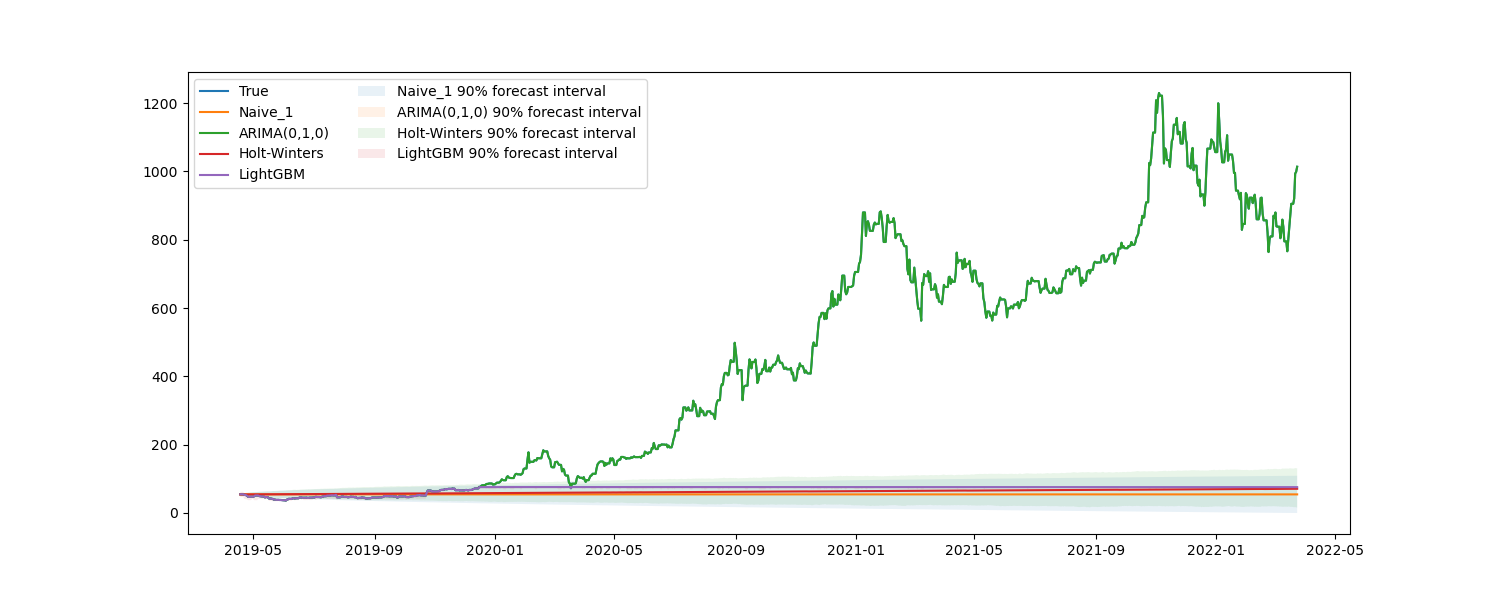 True
Naive_1
ARIMA(0,1,0)
Holt-Winters
LightGBM
Naive_1 90% forecast interval
ARIMA(0,1,0) 90% forecast interval
Holt-Winters 90% forecast interval
LightGBM 90% forecast interval
1200
1000
800
600
400
200
0
2019-05 2019-09 2020-01 2020-05 2020-09 2021-01 2021-05 2021-09 2022-01 2022-05